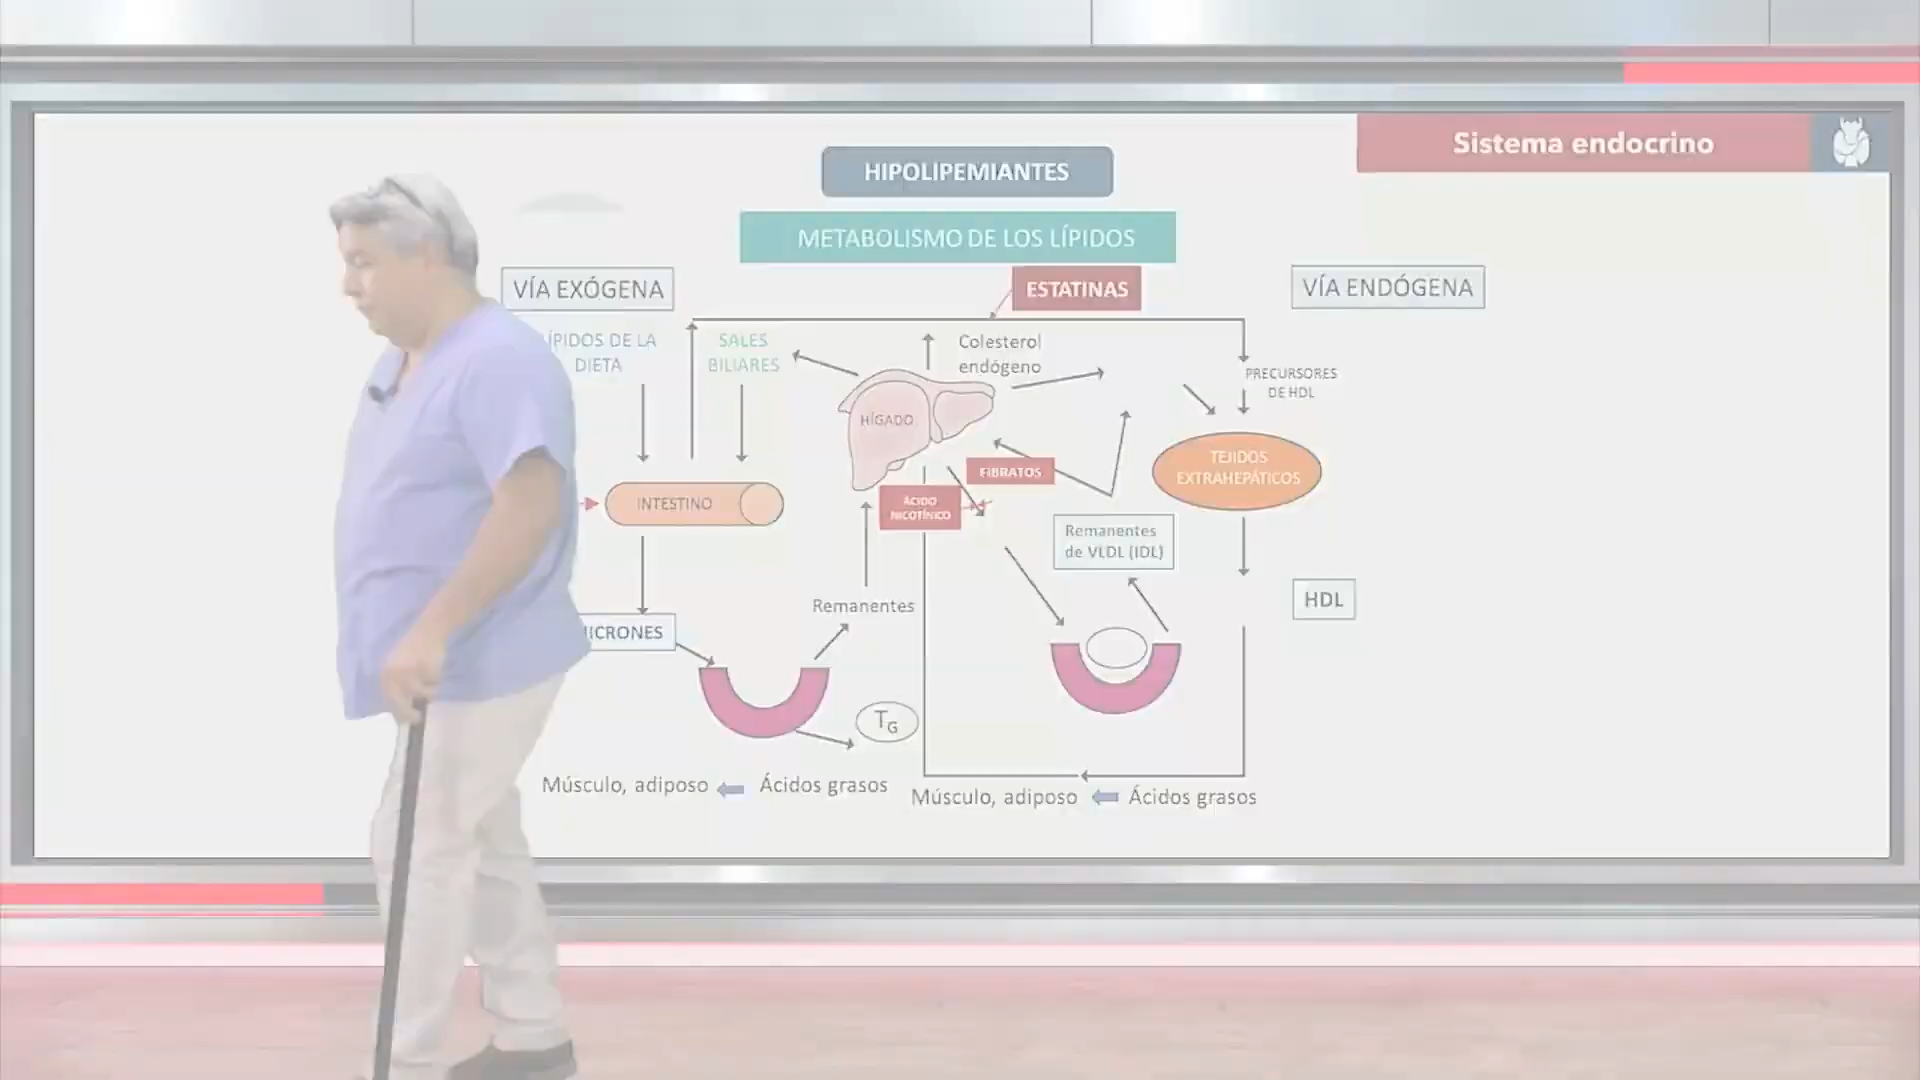 Sistema endocrino
HIPOLIPEMIANTES
METABOLISMO DE LOS LÍPIDOS
VÍA EXÓGENA
ESTATINAS
VÍA ENDÓGENA
ÍPIDOS DE LA
DIETA
SALES
BILIARES
Colesterol
endógeno
PRECURSORES
DE HDL
HÍGADO
FIBRATOS
TEJIDOS
EXTRAHEPÁTICOS
INTESTINO
ÁCIDO
NICOTÍNICO
Remanentes
de VLDL (IDL)
Remanentes
HDL
ICRONES
TG
Músculo, adiposo
Ácidos grasos
Músculo, adiposo
Ácidos grasos